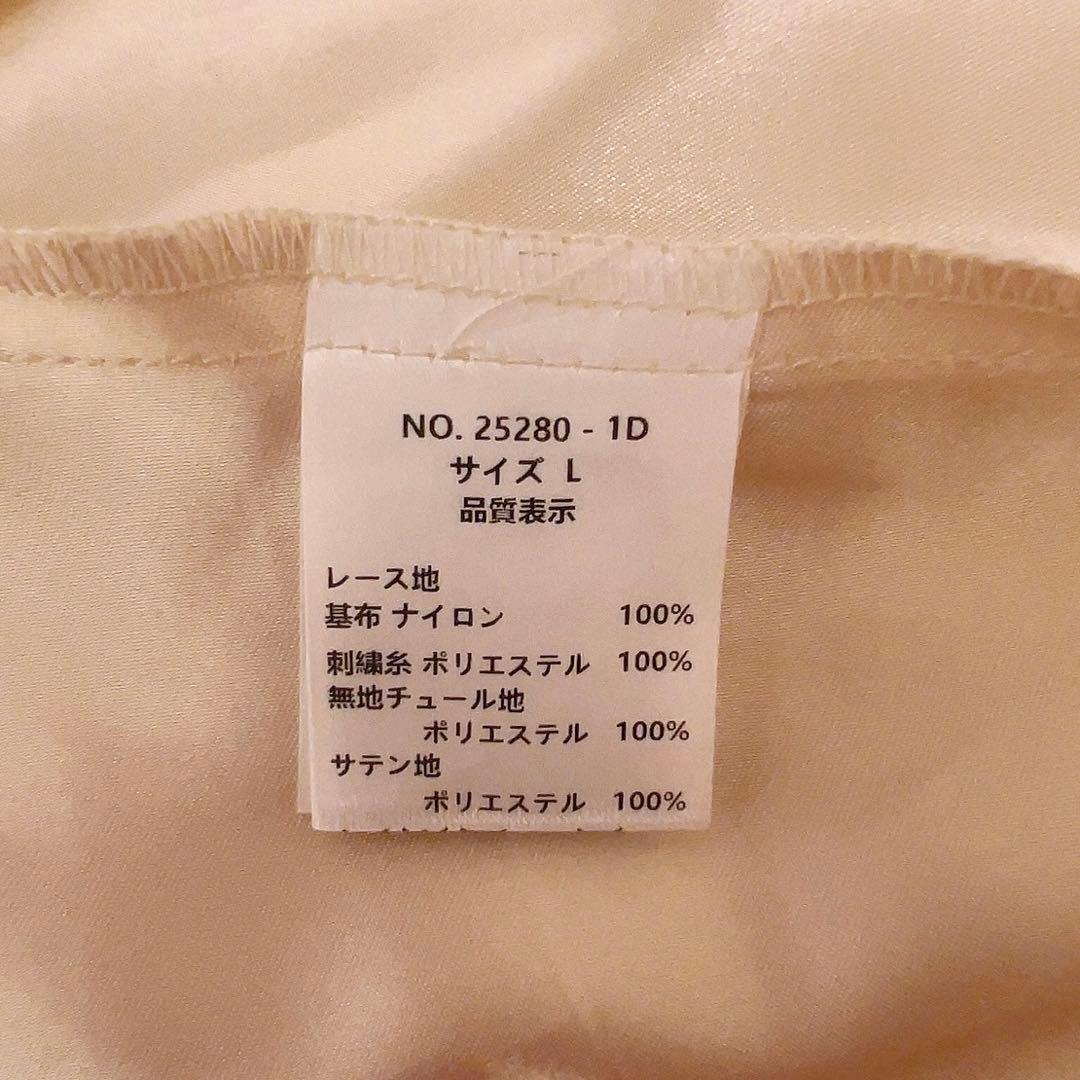 NO. 25280 - 1D
サイズ L
品質表示
レース地
基布 ナイロン 100%
刺繍糸 ポリエステル 100%
無地チュール地
ポリエステル 100%
サテン地
ポリエステル 100%